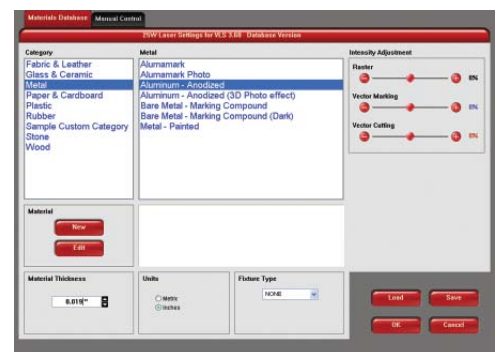 Materials Database Manual Control
25W Laser Settings for VLS 3.60 Database Version
Category
Fabric & Leather
Glass & Ceramic
Metal
Paper & Cardboard
Plastic
Rubber
Sample Custom Category
Stone
Wood
Metal
Alumamark
Alumamark Photo
Aluminum - Anodized
Aluminum - Anodized (3D Photo effect)
Bare Metal - Marking Compound
Bare Metal - Marking Compound (Dark)
Metal - Painted
Intensity Adjustment
Raster
0%
Vector Marking
0%
Vector Cutting
0%
Material
New
Edit
Material Thickness
0.019"
Units
Metric
Inches
Fixture Type
NONE
Load Save
OK Cancel